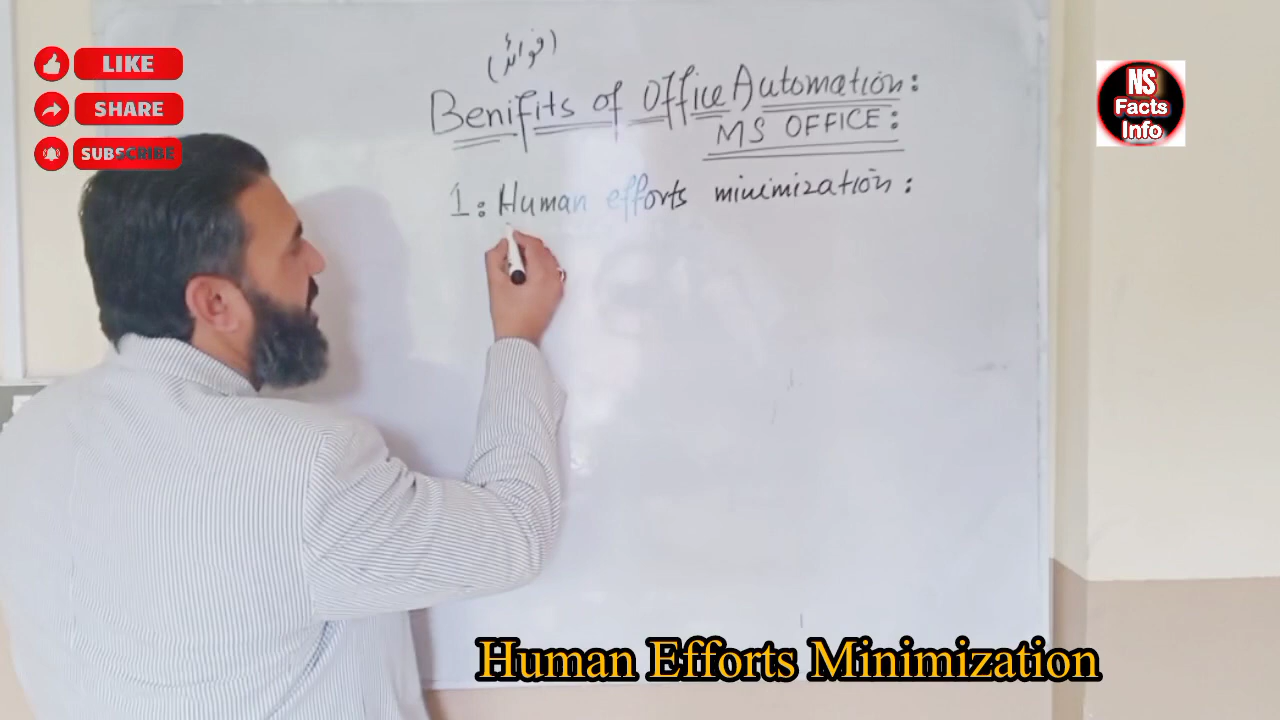 LIKE
SHARE
SUBSCRIBE
NS
Facts
Info
(فوائد)
Benifits of Office Automation:
MS OFFICE:
1: Human efforts minimization:
Human Efforts Minimization